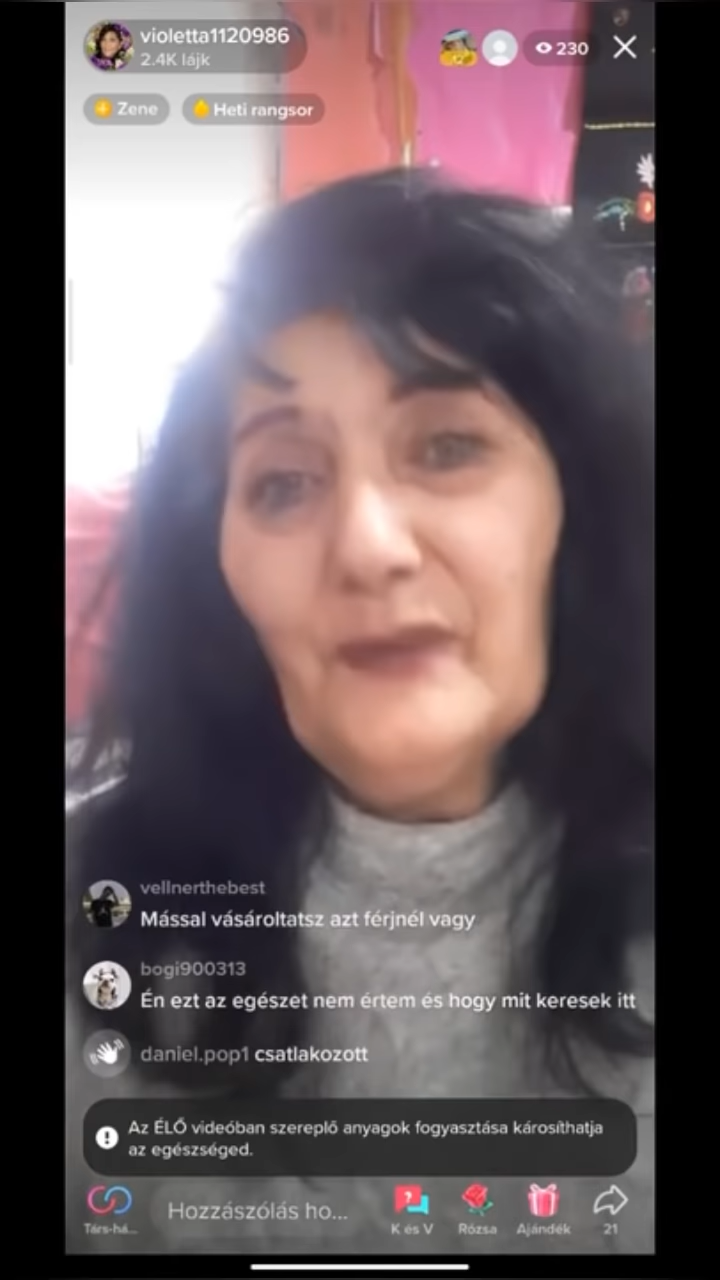 violetta1120986
2.4K lájk
230
Zene
Heti rangsor
vellnerthebest
Mással vásároltatsz azt férjnél vagy
bogi900313
Én ezt az egészet nem értem és hogy mit keresek itt
daniel.pop1 csatlakozott
Az ÉLŐ videóban szereplő anyagok fogyasztása károsíthatja
az egészséged.
Társ-há...
Hozzászólás ho...
K és V
Rózsa
Ajándék
21